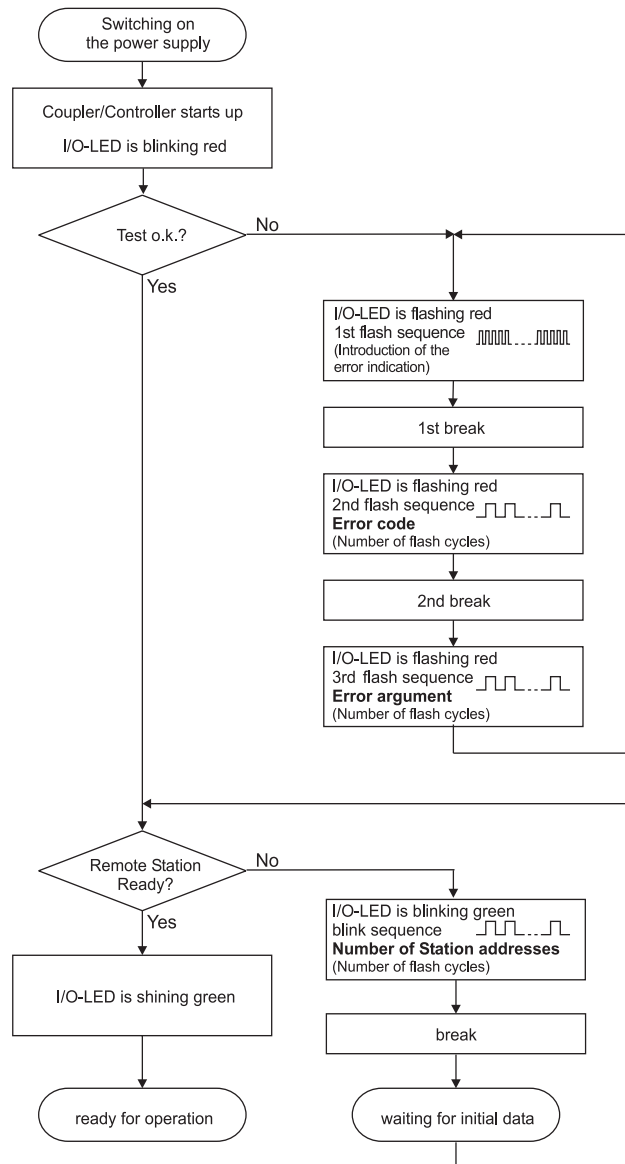 Switching on
the power supply
Coupler/Controller starts up
I/O-LED is blinking red
Test o.k.?
No
Yes
I/O-LED is flashing red
1st flash sequence
(Introduction of the
error indication)
1st break
I/O-LED is flashing red
2nd flash sequence
Error code
(Number of flash cycles)
2nd break
I/O-LED is flashing red
3rd flash sequence
Error argument
(Number of flash cycles)
Remote Station
Ready?
No
Yes
I/O-LED is blinking green
blink sequence
Number of Station addresses
(Number of flash cycles)
I/O-LED is shining green
break
ready for operation
waiting for initial data